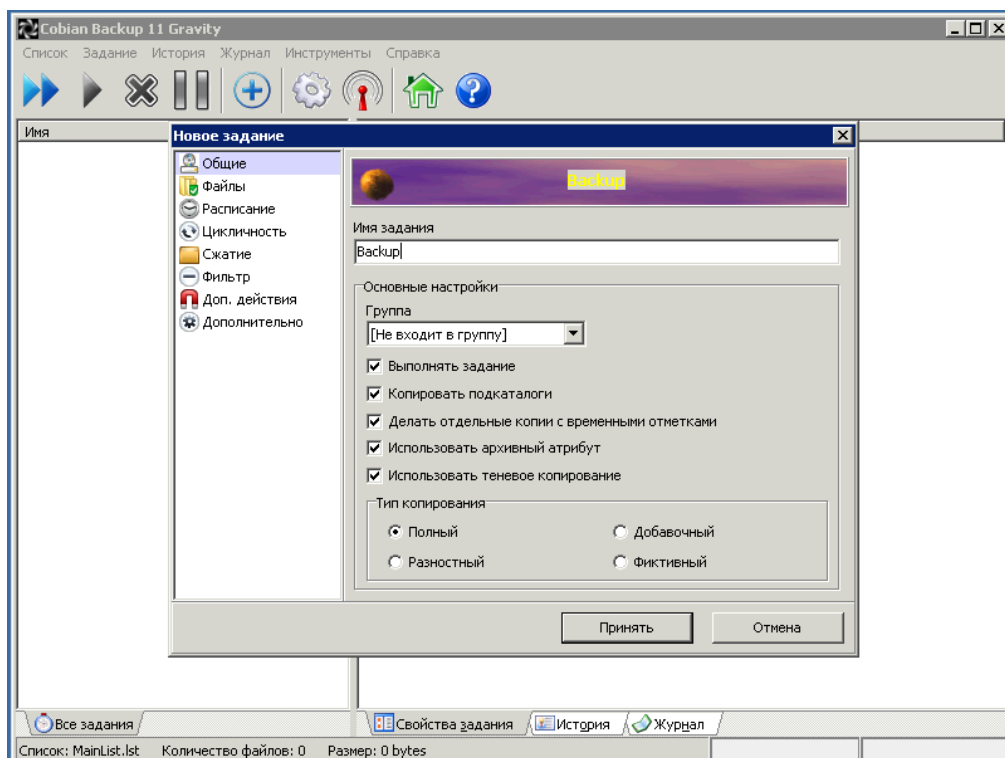 Cobian Backup 11 Gravity
Список Задание История Журнал Инструменты Справка
Имя
Новое задание
Общие
Файлы
Расписание
Цикличность
Сжатие
Фильтр
Доп. действия
Дополнительно
Backup
Имя задания
Backup
Основные настройки
Группа
[Не входит в группу]
Выполнять задание
Копировать подкаталоги
Делать отдельные копии с временными отметками
Использовать архивный атрибут
Использовать теневое копирование
Тип копирования
Полный Добавочный
Разностный Фиктивный
Принять Отмена
Все задания Свойства задания История Журнал
Список: MainList.lst Количество файлов: 0 Размер: 0 bytes